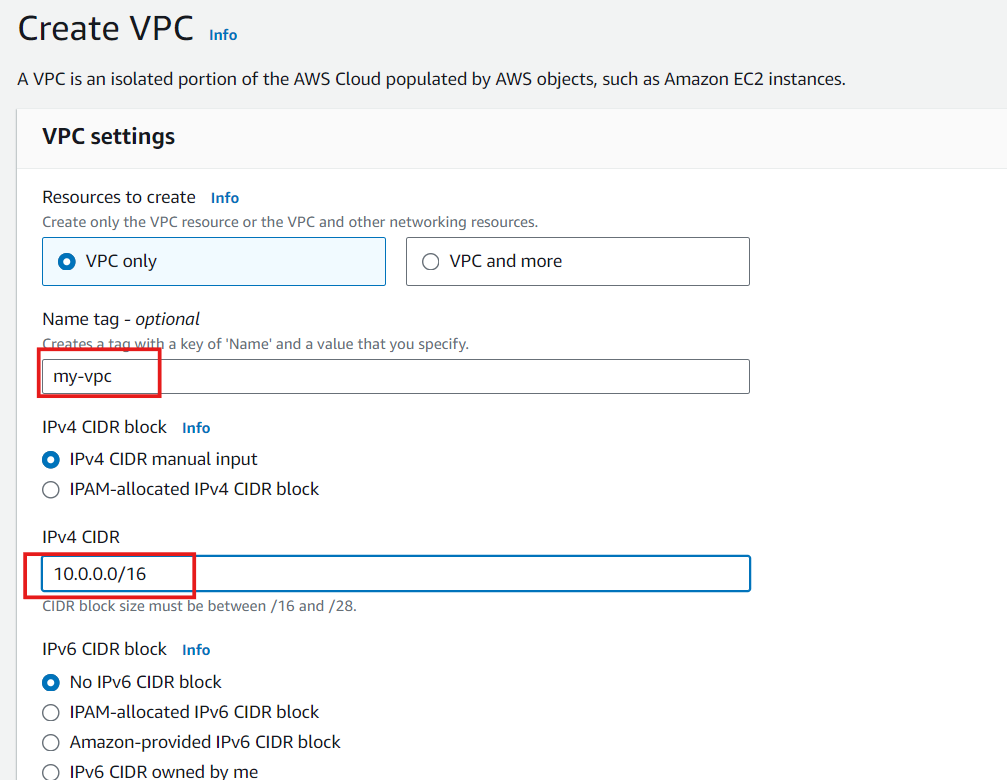 Create VPC Info
A VPC is an isolated portion of the AWS Cloud populated by AWS objects, such as Amazon EC2 instances.
VPC settings
Resources to create Info
Create only the VPC resource or the VPC and other networking resources.
VPC only
VPC and more
Name tag - optional
Creates a tag with a key of 'Name' and a value that you specify.
my-vpc
IPv4 CIDR block Info
IPv4 CIDR manual input
IPAM-allocated IPv4 CIDR block
IPv4 CIDR
10.0.0.0/16
CIDR block size must be between /16 and /28.
IPv6 CIDR block Info
No IPv6 CIDR block
IPAM-allocated IPv6 CIDR block
Amazon-provided IPv6 CIDR block
IPv6 CIDR owned by me